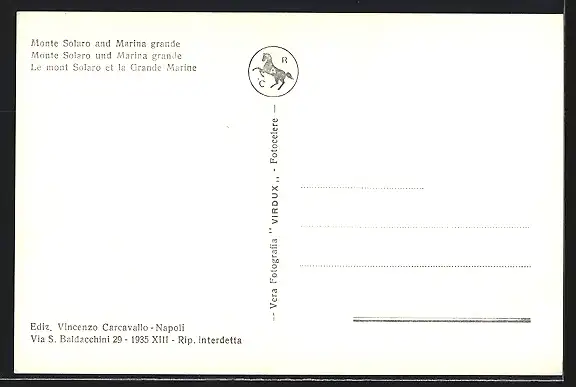 Monte Solaro and Marina grande
Monte Solaro und Marina grande
Le mont Solaro et la Grande Marine
R
C
— Vera Fotografia " VIRDUX „ - Fotocelere —
Ediz. Vincenzo Carcavallo - Napoli
Via S. Baldacchini 29 - 1935 XIII - Rip. interdetta